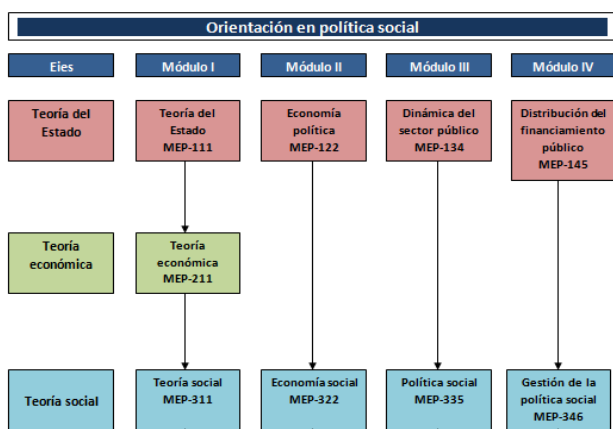 Orientación en política social
Eies
Módulo I
Módulo II
Módulo III
Módulo IV
Teoría del
Estado
Teoría del
Estado
MEP-111
Economía
política
MEP-122
Dinámica del
sector público
MEP-134
Distribución del
financiamiento
público
MEP-145
Teoría
económica
Teoría
económica
MEP-211
Teoría social
Teoría social
MEP-311
Economía social
MEP-322
Política social
MEP-335
Gestión de la
política social
MEP-346